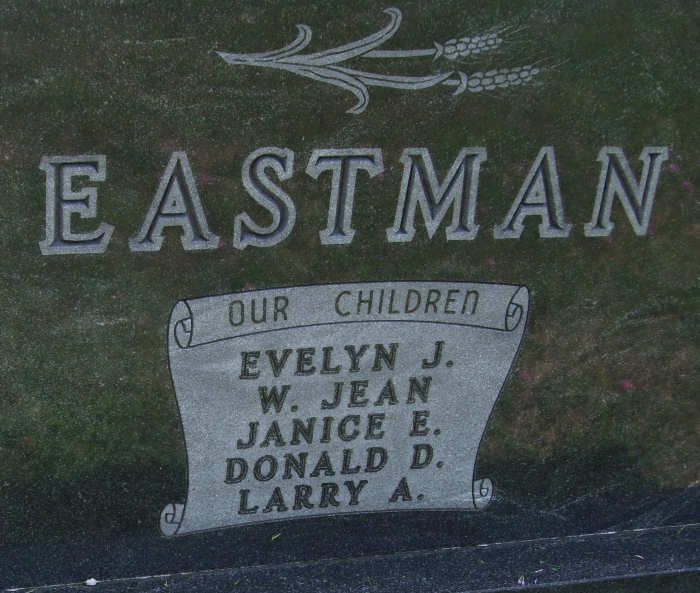 EASTMAN
OUR CHILDREN
EVELYN J.
W. JEAN
JANICE E.
DONALD D.
LARRY A.